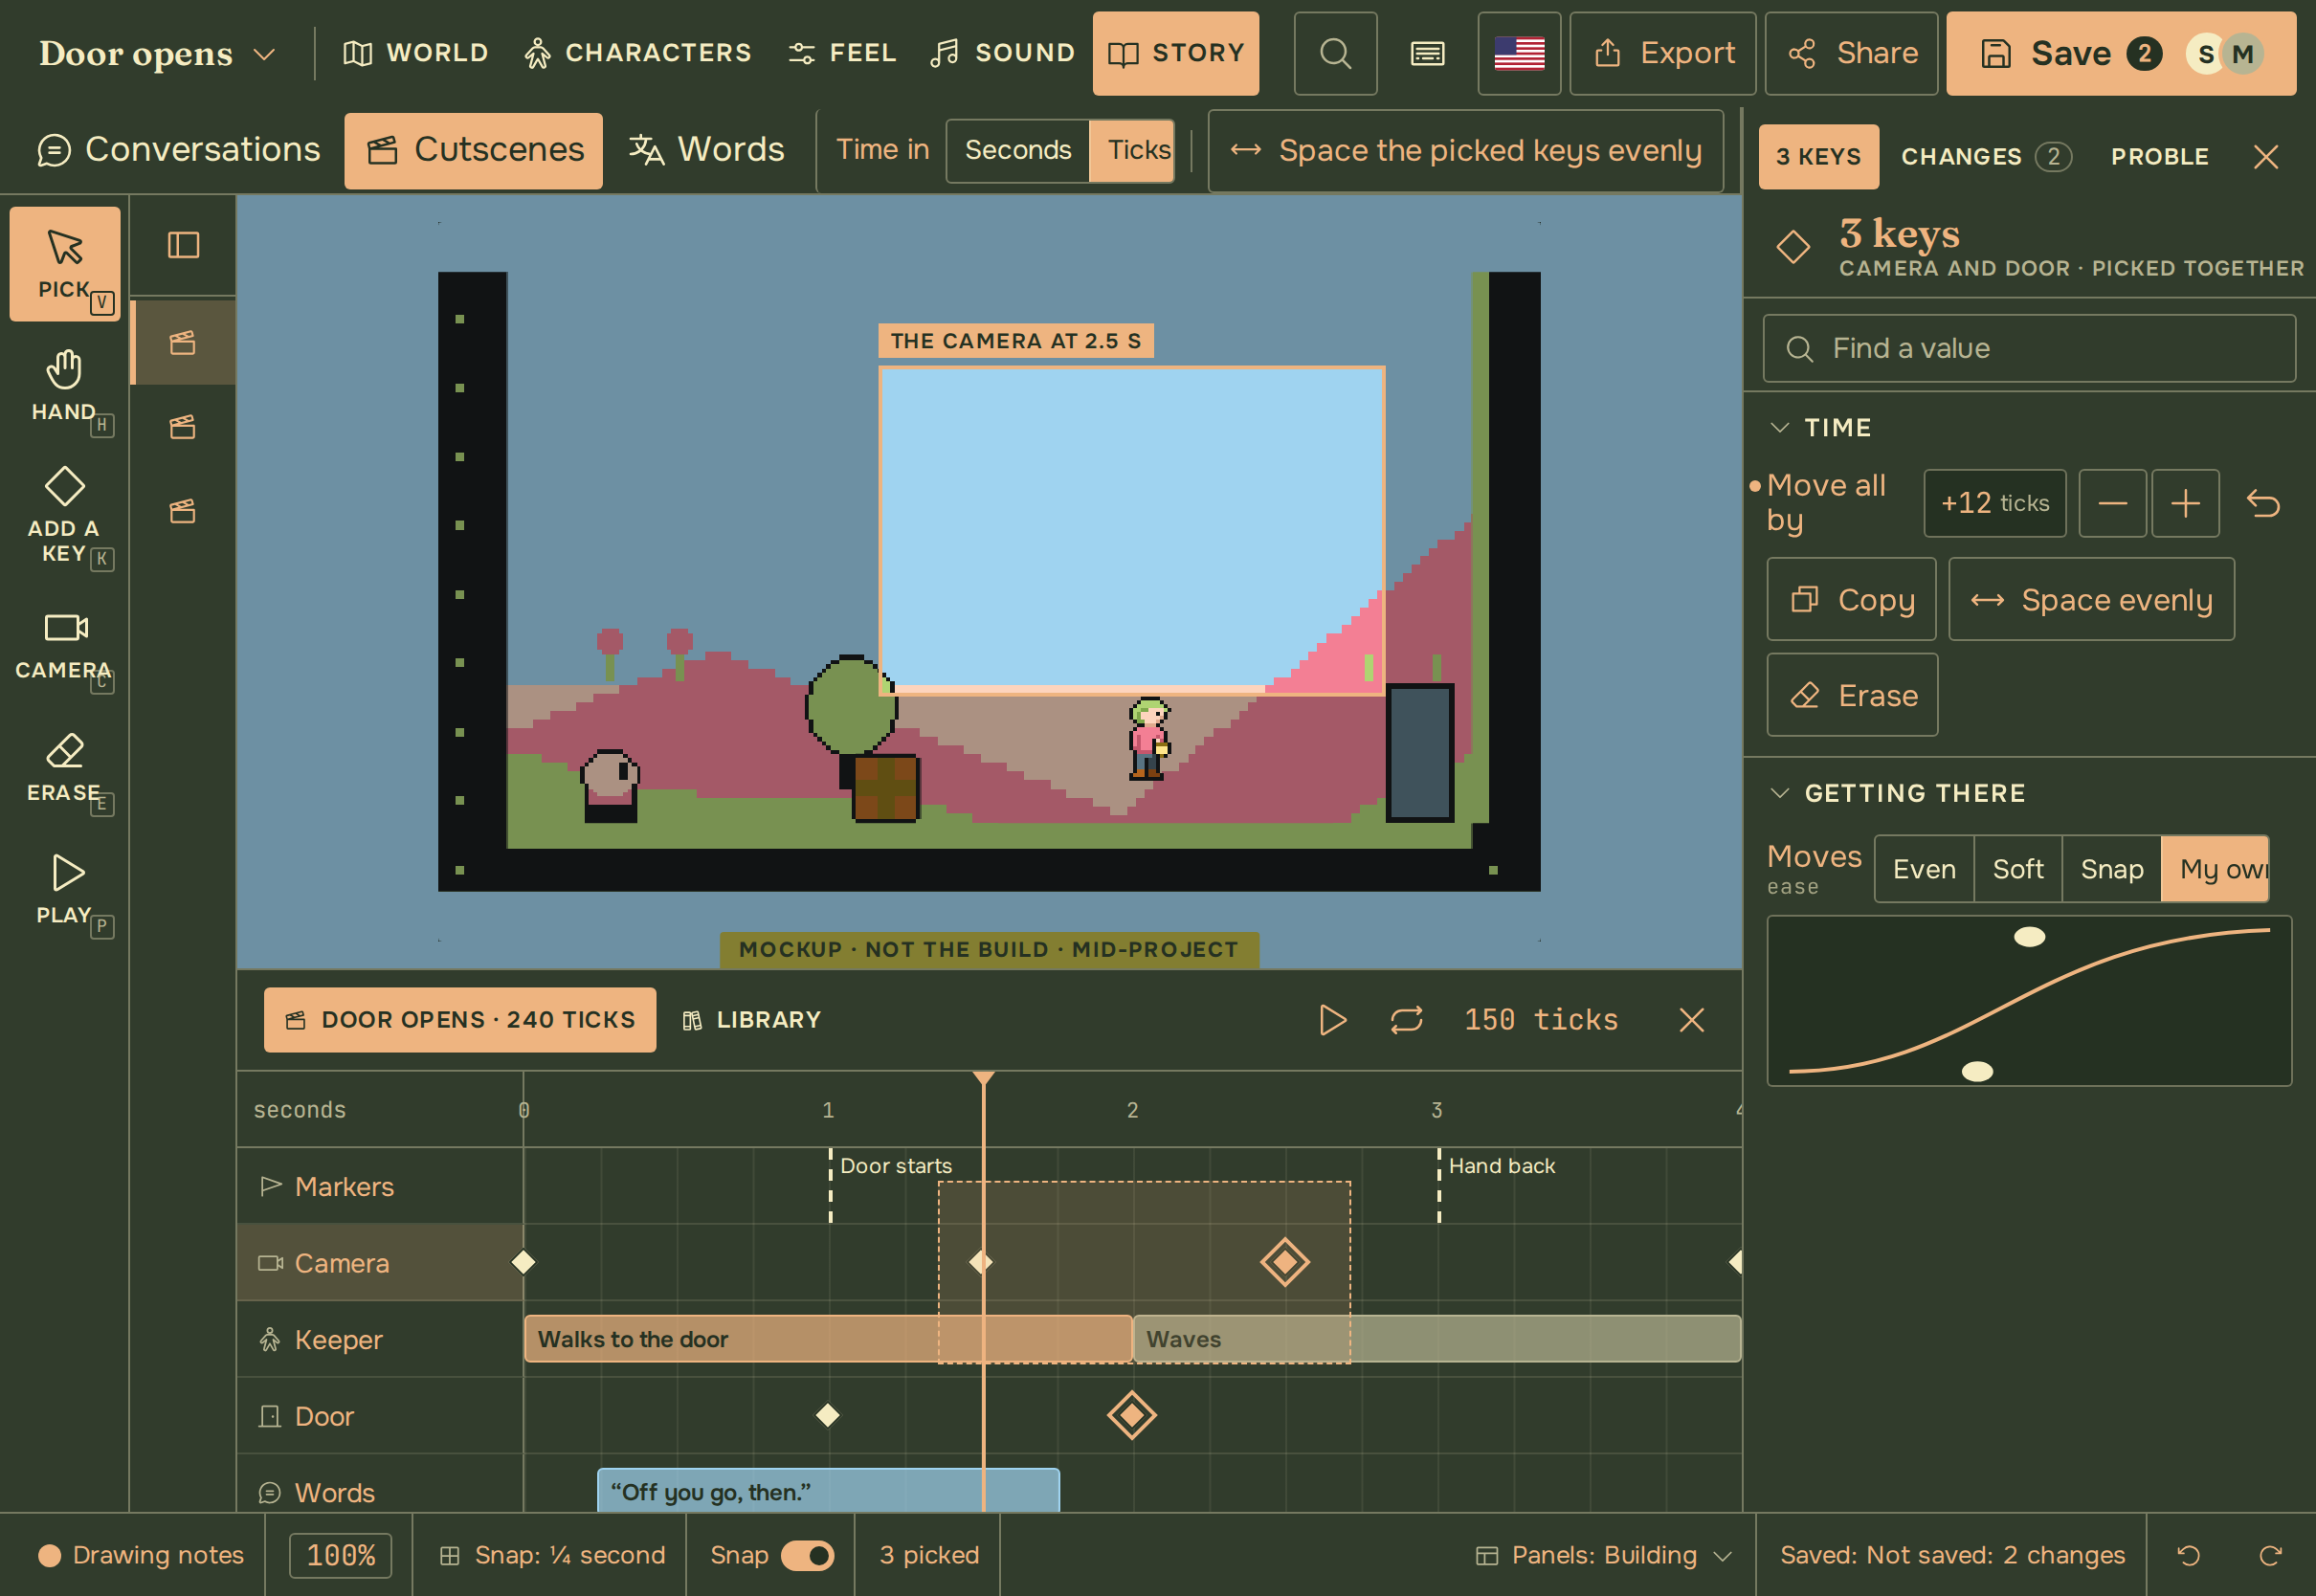 Door opens
WORLD
CHARACTERS
FEEL
SOUND
STORY
Export
Share
Save 2
S M
Conversations
Cutscenes
Words
Time in
Seconds
Ticks
Space the picked keys evenly
3 KEYS
CHANGES 2
PROBLE
3 keys
CAMERA AND DOOR · PICKED TOGETHER
Find a value
TIME
Move all
by
+12 ticks
Copy
Space evenly
Erase
GETTING THERE
Moves
ease
Even
Soft
Snap
My own
PICK
V
HAND
H
ADD A
KEY
K
CAMERA
C
ERASE
E
PLAY
P
THE CAMERA AT 2.5 S
MOCKUP · NOT THE BUILD · MID-PROJECT
DOOR OPENS · 240 TICKS
LIBRARY
150 ticks
seconds
0
1
2
3
4
Markers
Door starts
Hand back
Camera
Keeper
Walks to the door
Waves
Door
Words
“Off you go, then.”
Drawing notes
100%
Snap: ¼ second
Snap
3 picked
Panels: Building
Saved: Not saved: 2 changes